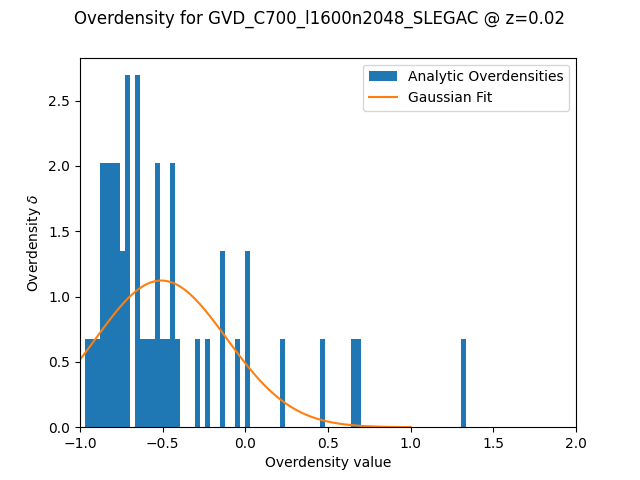 Overdensity for GVD_C700_l1600n2048_SLEGAC @ z=0.02
Analytic Overdensities
Gaussian Fit
Overdensity δ
2.5
2.0
1.5
1.0
0.5
0.0
−1.0 −0.5 0.0 0.5 1.0 1.5 2.0
Overdensity value